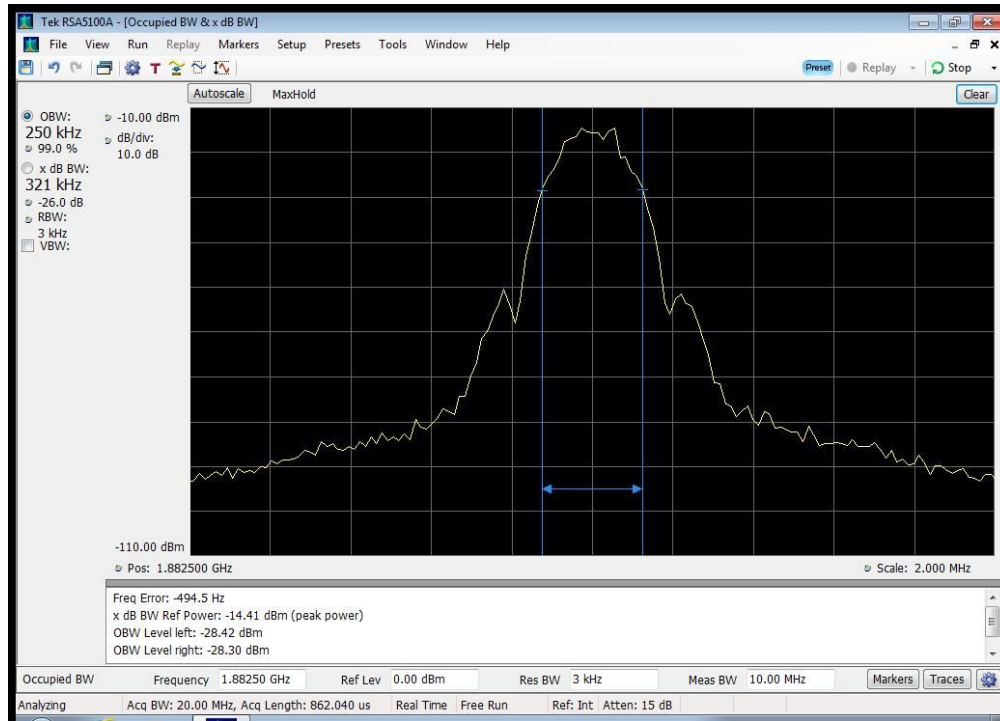 Tek RSA5100A - [Occupied BW & x dB BW]
File View Run Replay Markers Setup Presets Tools Window Help
T Preset Replay Stop
Autoscale MaxHold Clear
OBW:
250 kHz
99.0 %
x dB BW:
321 kHz
-26.0 dB
RBW:
3 kHz
VBW:
-10.00 dBm
dB/div:
10.0 dB
-110.00 dBm
Pos: 1.882500 GHz Scale: 2.000 MHz
Freq Error: -494.5 Hz
x dB BW Ref Power: -14.41 dBm (peak power)
OBW Level left: -28.42 dBm
OBW Level right: -28.30 dBm
Occupied BW Frequency 1.88250 GHz Ref Lev 0.00 dBm Res BW 3 kHz Meas BW 10.00 MHz Markers Traces
Analyzing Acq BW: 20.00 MHz, Acq Length: 862.040 us Real Time Free Run Ref: Int Atten: 15 dB